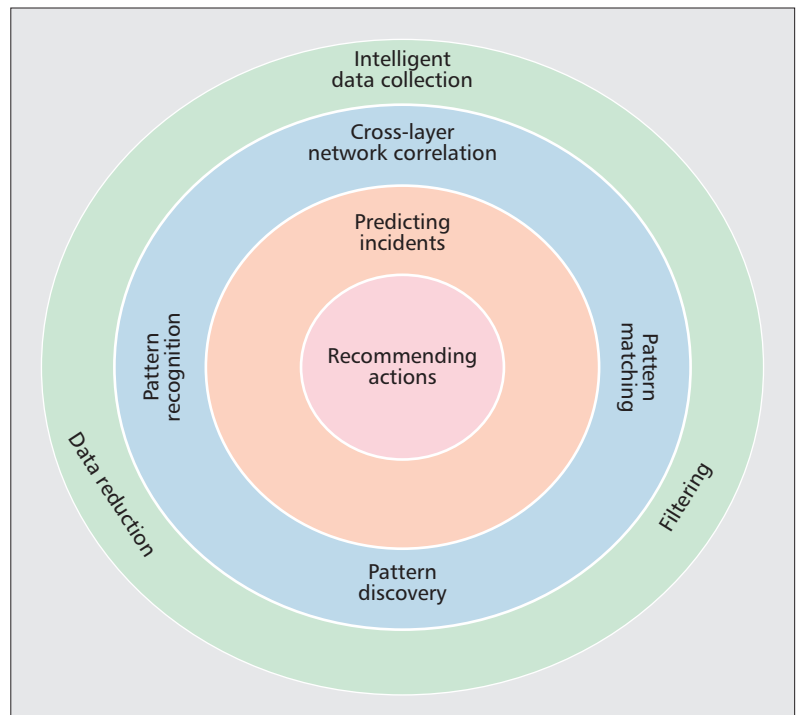 Intelligent
data collection
Cross-layer
network correlation
Predicting
incidents
Recommending
actions
Pattern
recognition
Pattern
matching
Data reduction
Filtering
Pattern
discovery